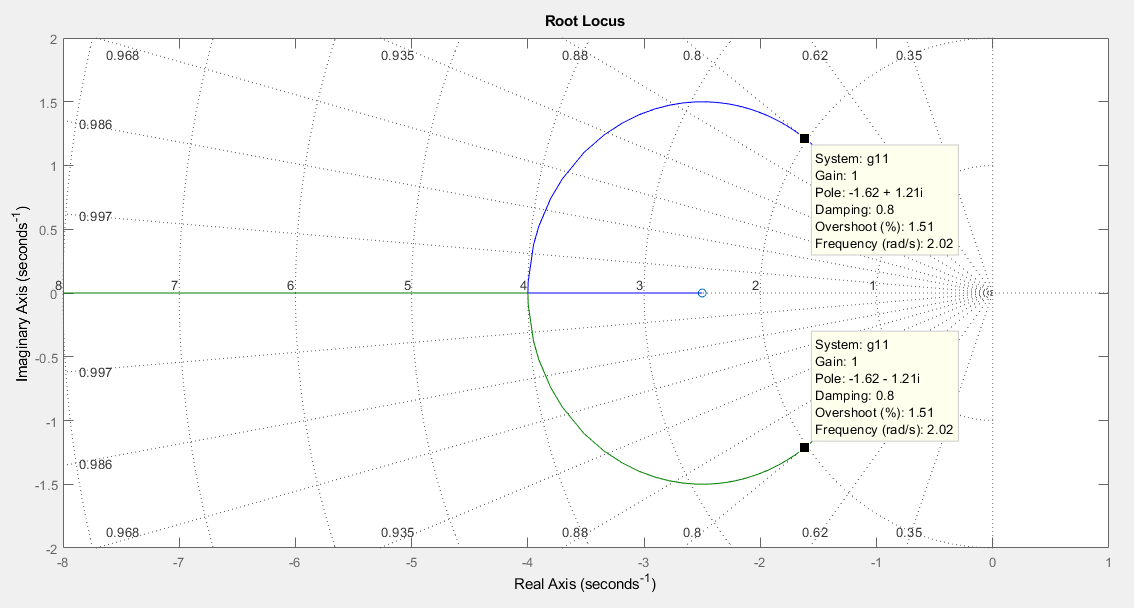 Root Locus
2
1.5
1
0.5
0
-0.5
-1
-1.5
-2
Imaginary Axis (seconds⁻¹)
0.968
0.935
0.88
0.8
0.62
0.35
0.986
0.997
8
7
6
5
4
3
2
1
System: g11
Gain: 1
Pole: -1.62 + 1.21i
Damping: 0.8
Overshoot (%): 1.51
Frequency (rad/s): 2.02
System: g11
Gain: 1
Pole: -1.62 - 1.21i
Damping: 0.8
Overshoot (%): 1.51
Frequency (rad/s): 2.02
0.997
0.986
0.968
0.935
0.88
0.8
0.62
0.35
-8 -7 -6 -5 -4 -3 -2 -1 0 1
Real Axis (seconds⁻¹)